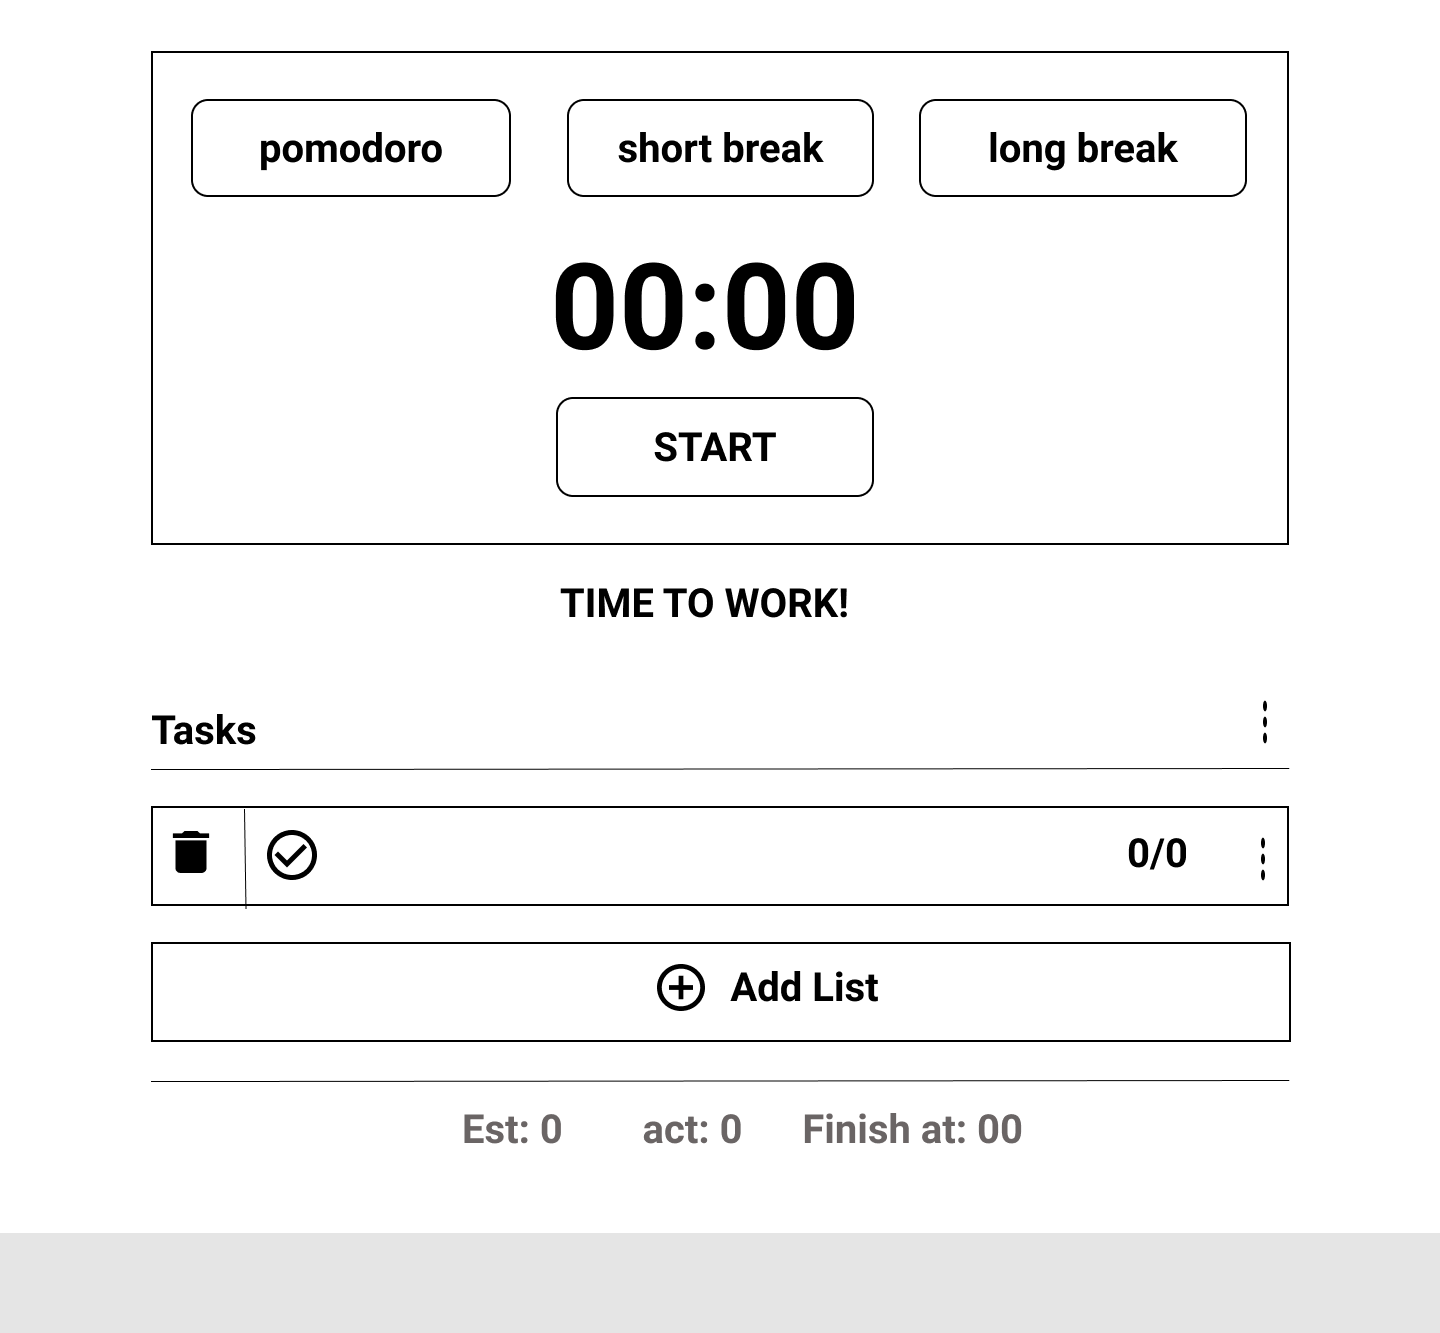 pomodoro short break long break
00:00
START
TIME TO WORK!
Tasks
0/0
Add List
Est: 0 act: 0 Finish at: 00